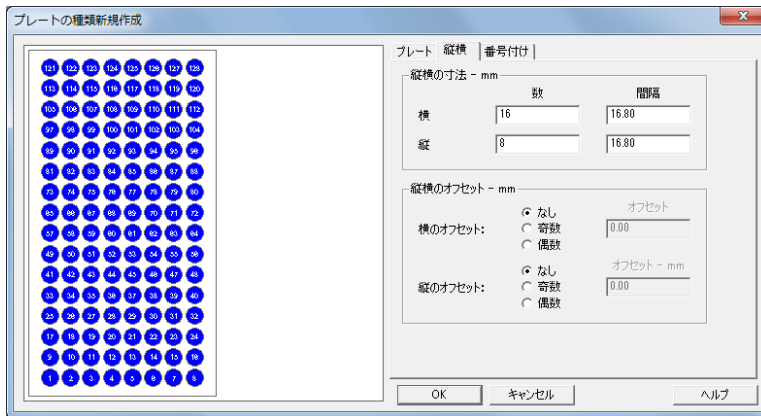 プレートの種類新規作成
121 122 123 124 125 126 127 128
113 114 115 116 117 118 119 120
105 106 107 108 109 110 111 112
97 98 99 100 101 102 103 104
89 90 91 92 93 94 95 96
81 82 83 84 85 86 87 88
73 74 75 76 77 78 79 80
65 66 67 68 69 70 71 72
57 58 59 60 61 62 63 64
49 50 51 52 53 54 55 56
41 42 43 44 45 46 47 48
33 34 35 36 37 38 39 40
25 26 27 28 29 30 31 32
17 18 19 20 21 22 23 24
9 10 11 12 13 14 15 16
1 2 3 4 5 6 7 8
プレート 縦横 番号付け
縦横の寸法 - mm
数 間隔
横 16 16.80
縦 8 16.80
縦横のオフセット - mm
横のオフセット: なし オフセット
奇数 0.00
偶数
縦のオフセット: なし オフセット - mm
奇数 0.00
偶数
OK キャンセル ヘルプ